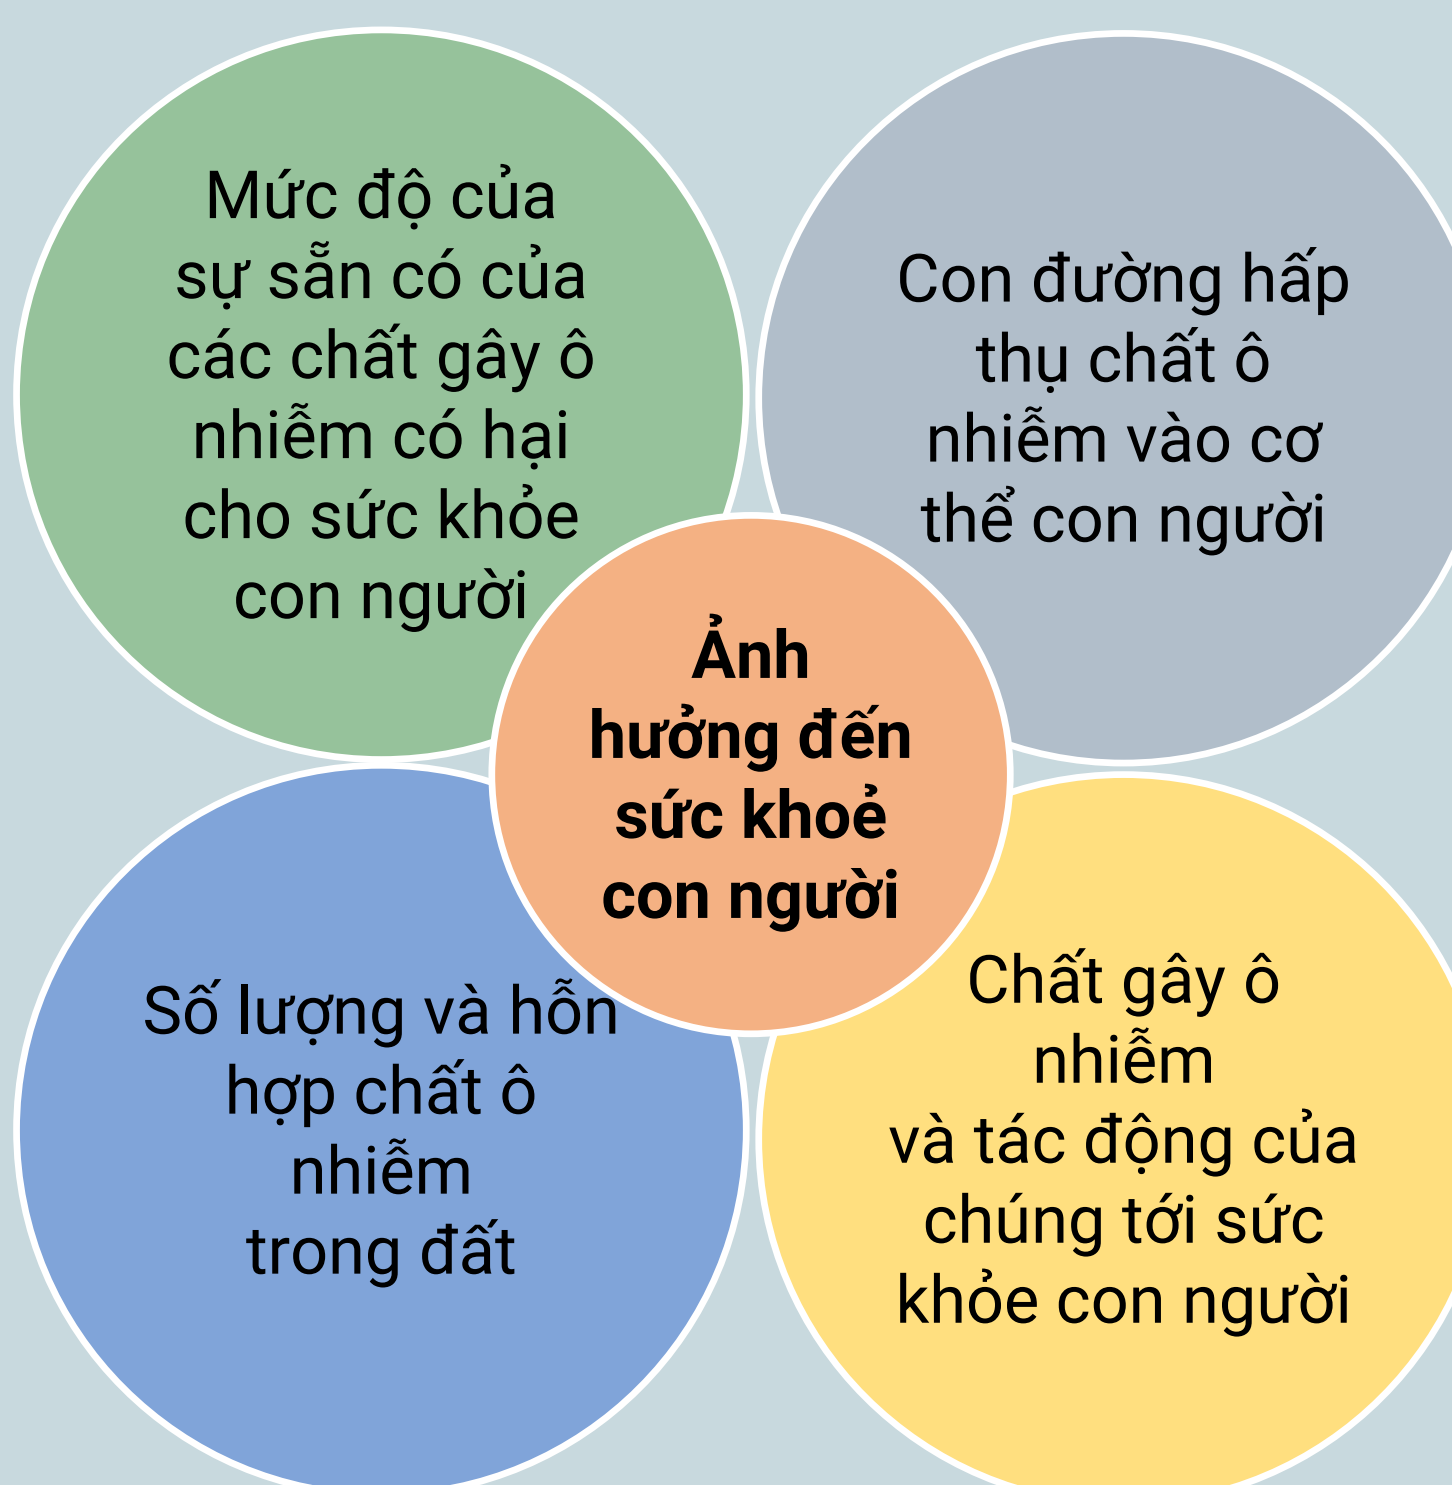 Mức độ của
sự sẵn có của
các chất gây ô
nhiễm có hại
cho sức khỏe
con người
Con đường hấp
thụ chất ô
nhiễm vào cơ
thể con người
Ảnh
hưởng đến
sức khoẻ
con người
Số lượng và hỗn
hợp chất ô
nhiễm
trong đất
Chất gây ô
nhiễm
và tác động của
chúng tới sức
khỏe con người